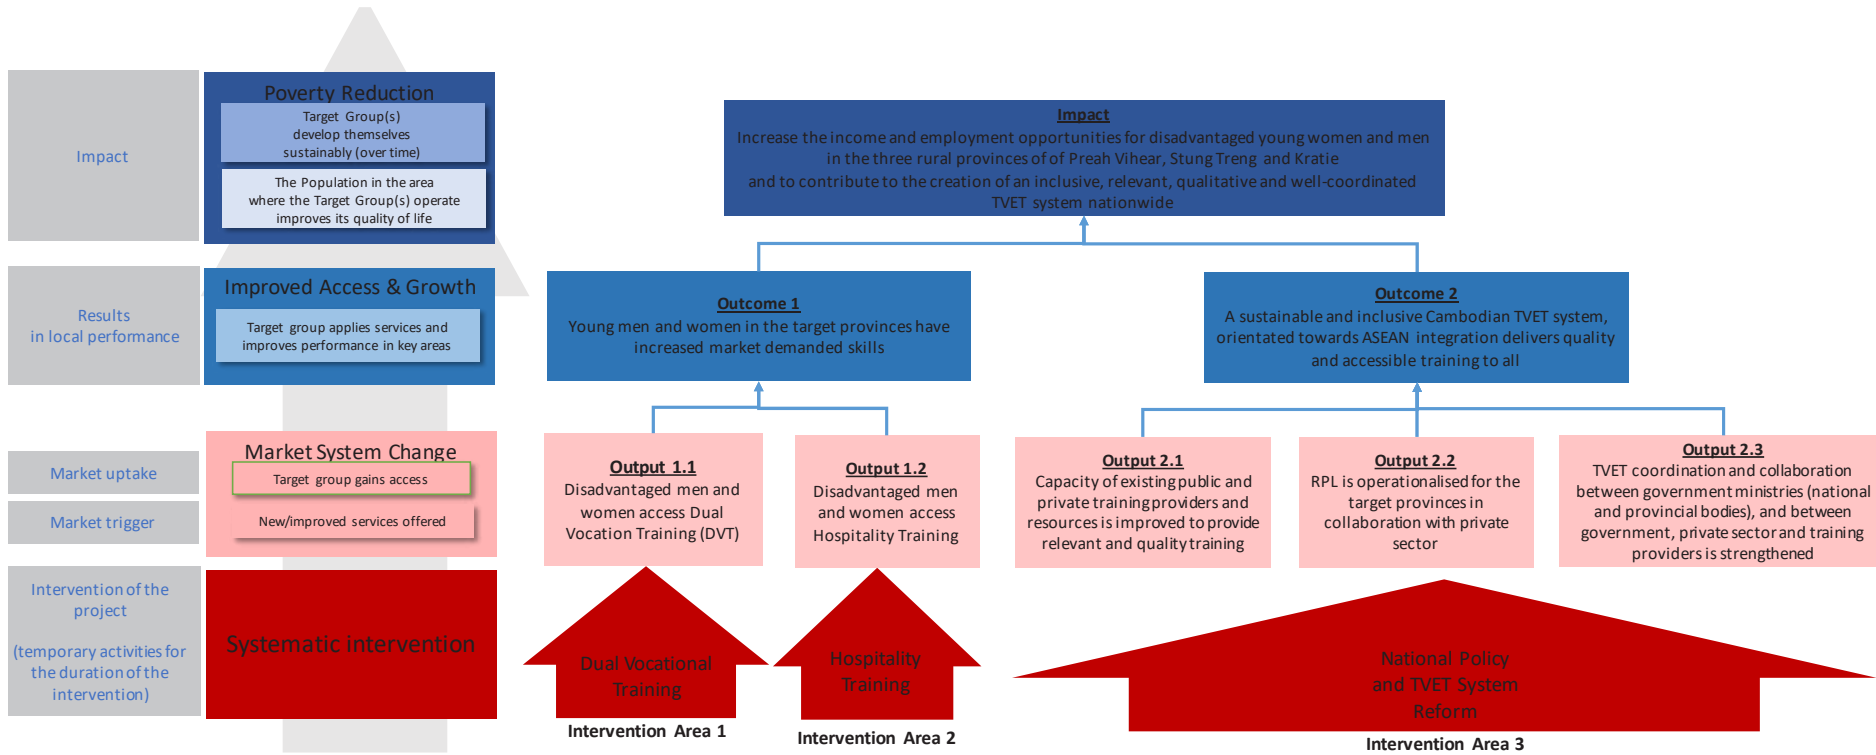 Impact
Poverty Reduction
Target Group(s)
develop themselves
sustainably (over time)
The Population in the area
where the Target Group(s) operate
improves its quality of life
Impact
Increase the income and employment opportunities for disadvantaged young women and men
in the three rural provinces of of Preah Vihear, Stung Treng and Kratie
and to contribute to the creation of an inclusive, relevant, qualitative and well-coordinated
TVET system nationwide
Results
in local performance
Improved Access & Growth
Target group applies services and
improves performance in key areas
Outcome 1
Young men and women in the target provinces have
increased market demanded skills
Outcome 2
A sustainable and inclusive Cambodian TVET system,
orientated towards ASEAN integration delivers quality
and accessible training to all
Market uptake
Market trigger
Market System Change
Target group gains access
New/improved services offered
Output 1.1
Disadvantaged men and
women access Dual
Vocation Training (DVT)
Output 1.2
Disadvantaged men
and women access
Hospitality Training
Output 2.1
Capacity of existing public and
private training providers and
resources is improved to provide
relevant and quality training
Output 2.2
RPL is operationalised for the
target provinces in
collaboration with private
sector
Output 2.3
TVET coordination and collaboration
between government ministries (national
and provincial bodies), and between
government, private sector and training
providers is strengthened
Intervention of the
project
(temporary activities for
the duration of the
intervention)
Systematic intervention
Dual Vocational
Training
Intervention Area 1
Hospitality
Training
Intervention Area 2
National Policy
and TVET System
Reform
Intervention Area 3